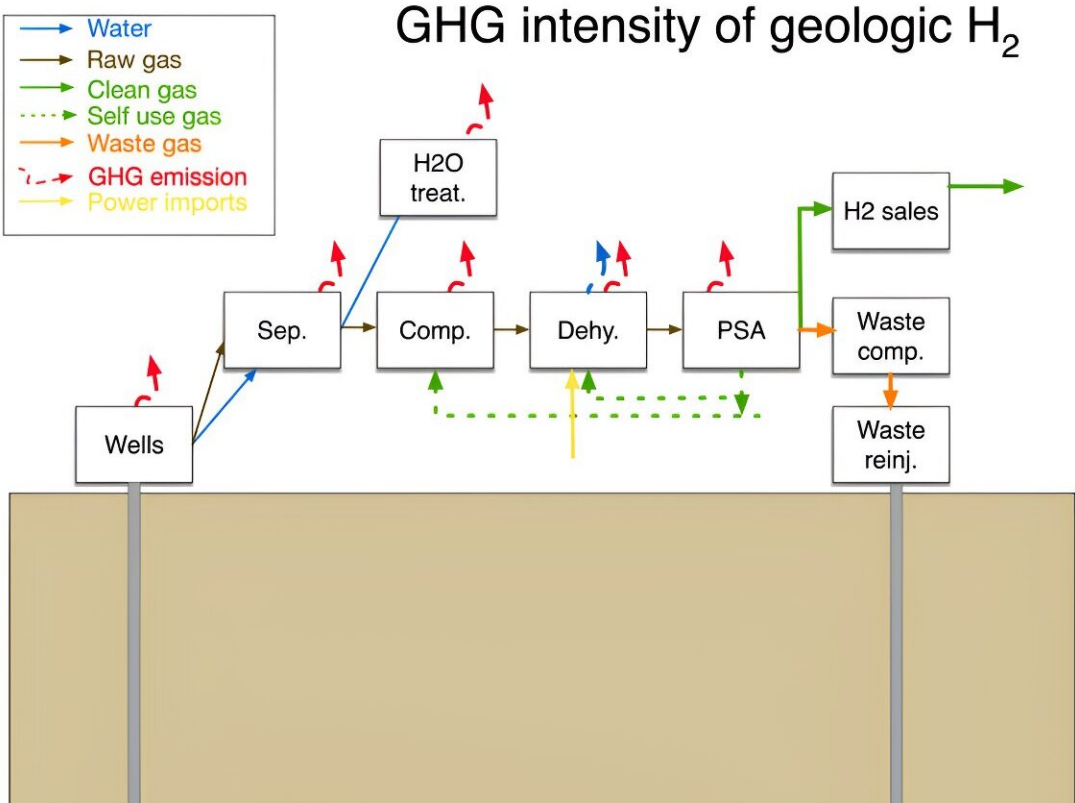 GHG intensity of geologic H₂
Water
Raw gas
Clean gas
Self use gas
Waste gas
GHG emission
Power imports
H2O
treat.
H2 sales
Sep.
Comp.
Dehy.
PSA
Waste
comp.
Wells
Waste
reinj.